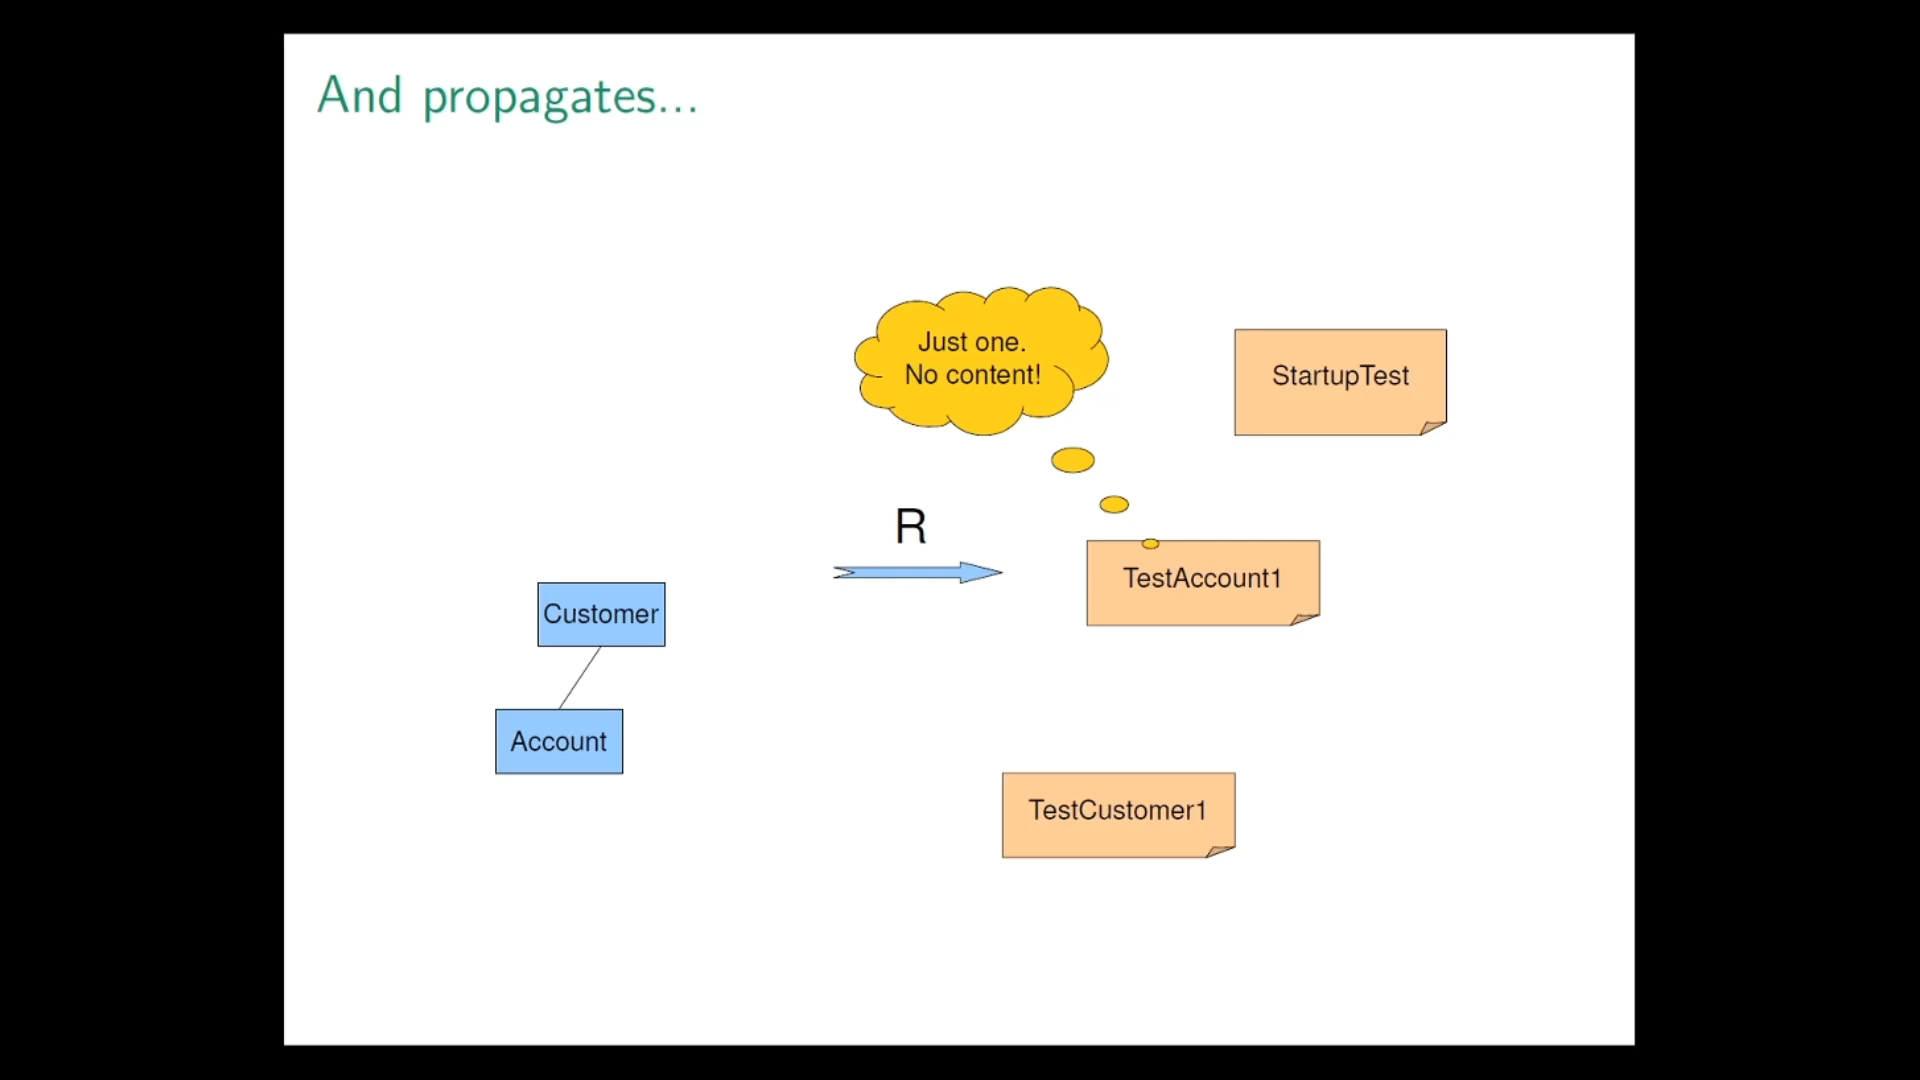 And propagates...
Just one.
No content!
StartupTest
R
TestAccount1
Customer
Account
TestCustomer1